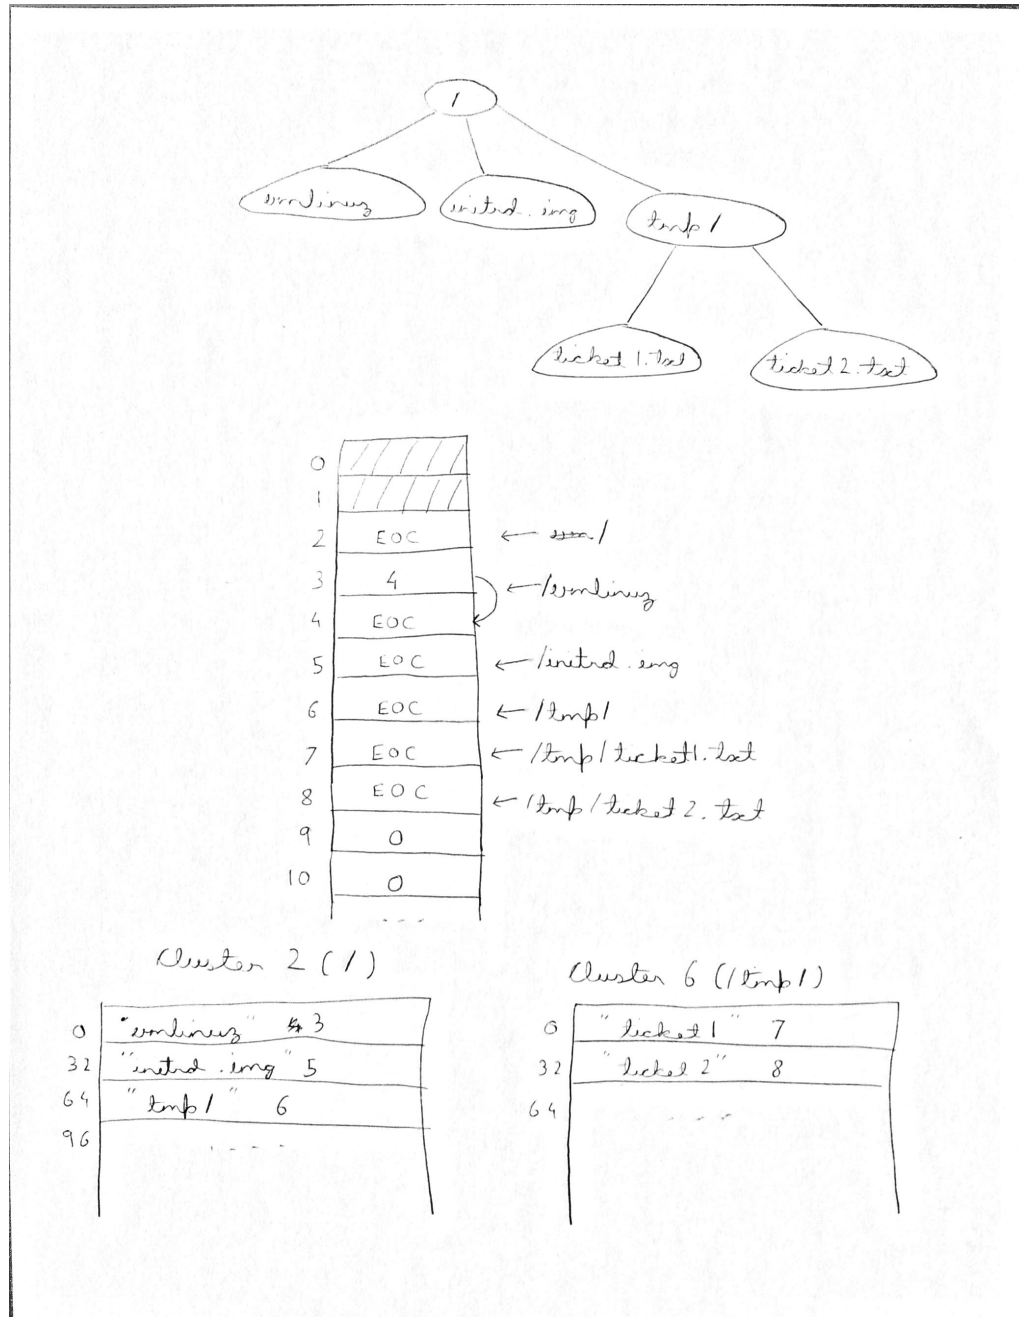 /
vmlinuz
initrd.img
tmp/
ticket1.txt
ticket2.txt
0
1
2 EOC ← /
3 4 ← /vmlinuz
4 EOC
5 EOC ← /initrd.img
6 EOC ← /tmp/
7 EOC ← /tmp/ticket1.txt
8 EOC ← /tmp/ticket2.txt
9 0
10 0
Cluster 2 (/)
0 "vmlinuz" 3
32 "initrd.img" 5
64 "tmp/" 6
96
Cluster 6 (/tmp/)
0 "ticket1" 7
32 "ticket2" 8
64